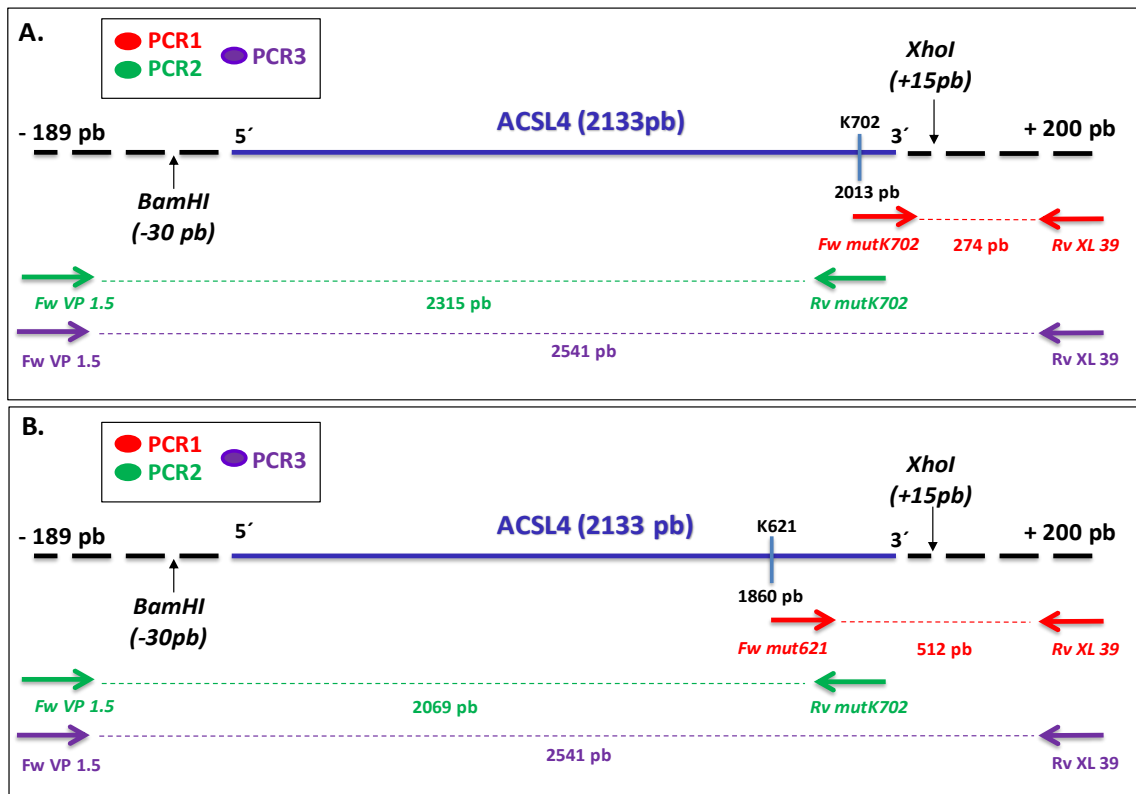 A.
PCR1
PCR2
PCR3
XhoI
(+15pb)
- 189 pb
5´
ACSL4 (2133pb)
K702
3´
+ 200 pb
BamHI
(-30 pb)
2013 pb
Fw mutK702
274 pb
Rv XL 39
Fw VP 1.5
2315 pb
Rv mutK702
Fw VP 1.5
2541 pb
Rv XL 39
B.
PCR1
PCR2
PCR3
XhoI
(+15pb)
- 189 pb
5´
ACSL4 (2133 pb)
K621
3´
+ 200 pb
BamHI
(-30pb)
1860 pb
Fw mut621
512 pb
Rv XL 39
Fw VP 1.5
2069 pb
Rv mutK702
Fw VP 1.5
2541 pb
Rv XL 39